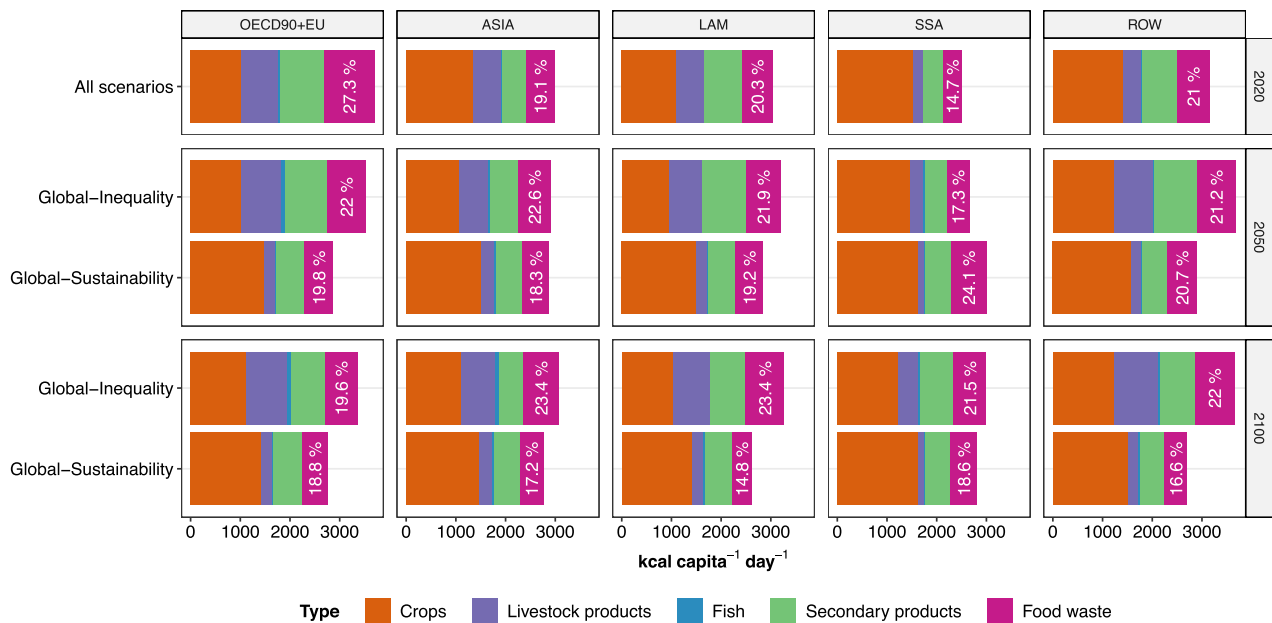 OECD90+EU ASIA LAM SSA ROW
All scenarios 27.3 % 19.1 % 20.3 % 14.7 % 21 % 2020
Global−Inequality 22 % 22.6 % 21.9 % 17.3 % 21.2 % 2050
Global−Sustainability 19.8 % 18.3 % 19.2 % 24.1 % 20.7 %
Global−Inequality 19.6 % 23.4 % 23.4 % 21.5 % 22 % 2100
Global−Sustainability 18.8 % 17.2 % 14.8 % 18.6 % 16.6 %
0 1000 2000 3000 0 1000 2000 3000 0 1000 2000 3000 0 1000 2000 3000 0 1000 2000 3000
kcal capita⁻¹ day⁻¹
Type Crops Livestock products Fish Secondary products Food waste